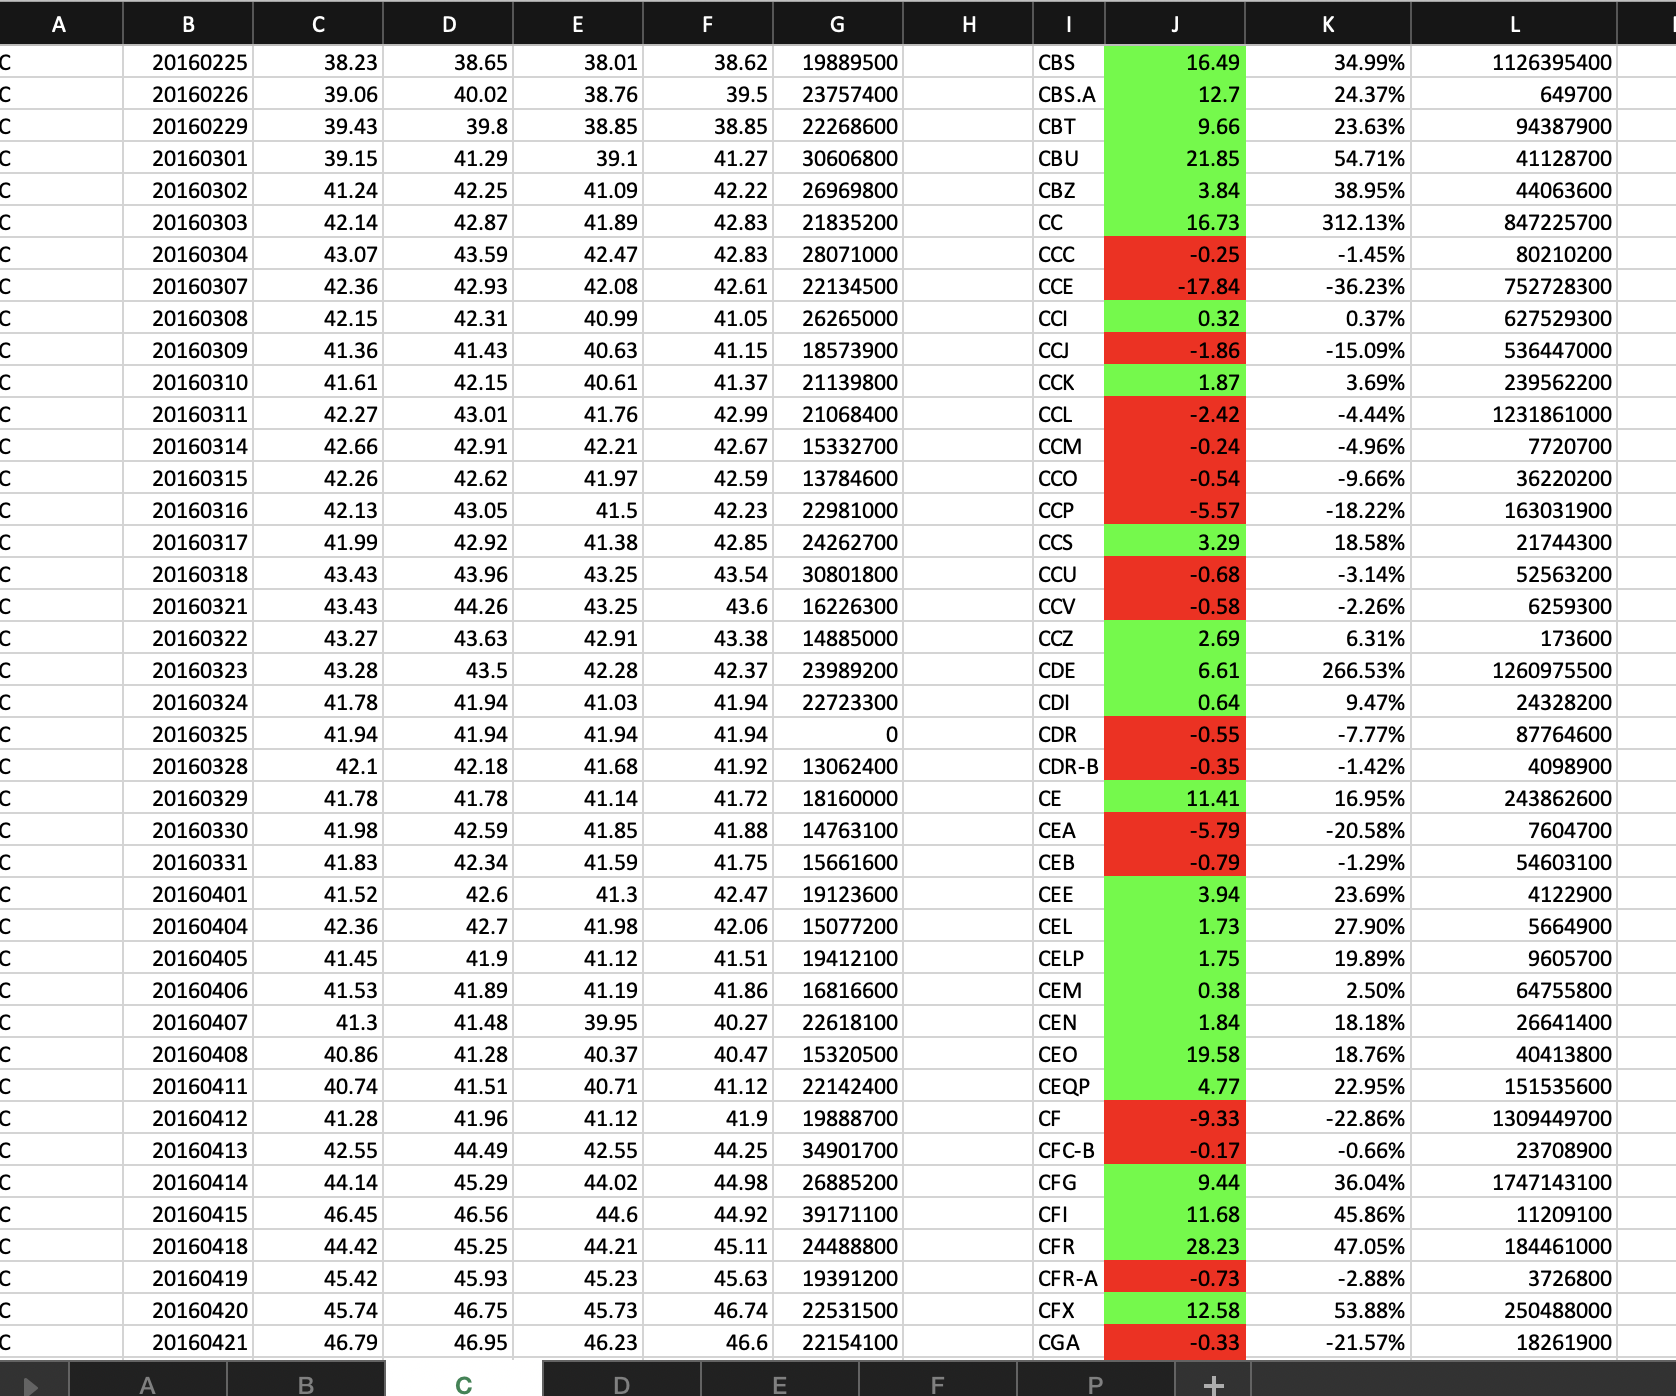 A B C D E F G H I J K L
C 20160225 38.23 38.65 38.01 38.62 19889500 CBS 16.49 34.99% 1126395400
C 20160226 39.06 40.02 38.76 39.5 23757400 CBS.A 12.7 24.37% 649700
C 20160229 39.43 39.8 38.85 38.85 22268600 CBT 9.66 23.63% 94387900
C 20160301 39.15 41.29 39.1 41.27 30606800 CBU 21.85 54.71% 41128700
C 20160302 41.24 42.25 41.09 42.22 26969800 CBZ 3.84 38.95% 44063600
C 20160303 42.14 42.87 41.89 42.83 21835200 CC 16.73 312.13% 847225700
C 20160304 43.07 43.59 42.47 42.83 28071000 CCC -0.25 -1.45% 80210200
C 20160307 42.36 42.93 42.08 42.61 22134500 CCE -17.84 -36.23% 752728300
C 20160308 42.15 42.31 40.99 41.05 26265000 CCI 0.32 0.37% 627529300
C 20160309 41.36 41.43 40.63 41.15 18573900 CCJ -1.86 -15.09% 536447000
C 20160310 41.61 42.15 40.61 41.37 21139800 CCK 1.87 3.69% 239562200
C 20160311 42.27 43.01 41.76 42.99 21068400 CCL -2.42 -4.44% 1231861000
C 20160314 42.66 42.91 42.21 42.67 15332700 CCM -0.24 -4.96% 7720700
C 20160315 42.26 42.62 41.97 42.59 13784600 CCO -0.54 -9.66% 36220200
C 20160316 42.13 43.05 41.5 42.23 22981000 CCP -5.57 -18.22% 163031900
C 20160317 41.99 42.92 41.38 42.85 24262700 CCS 3.29 18.58% 21744300
C 20160318 43.43 43.96 43.25 43.54 30801800 CCU -0.68 -3.14% 52563200
C 20160321 43.43 44.26 43.25 43.6 16226300 CCV -0.58 -2.26% 6259300
C 20160322 43.27 43.63 42.91 43.38 14885000 CCZ 2.69 6.31% 173600
C 20160323 43.28 43.5 42.28 42.37 23989200 CDE 6.61 266.53% 1260975500
C 20160324 41.78 41.94 41.03 41.94 22723300 CDI 0.64 9.47% 24328200
C 20160325 41.94 41.94 41.94 41.94 0 CDR -0.55 -7.77% 87764600
C 20160328 42.1 42.18 41.68 41.92 13062400 CDR-B -0.35 -1.42% 4098900
C 20160329 41.78 41.78 41.14 41.72 18160000 CE 11.41 16.95% 243862600
C 20160330 41.98 42.59 41.85 41.88 14763100 CEA -5.79 -20.58% 7604700
C 20160331 41.83 42.34 41.59 41.75 15661600 CEB -0.79 -1.29% 54603100
C 20160401 41.52 42.6 41.3 42.47 19123600 CEE 3.94 23.69% 4122900
C 20160404 42.36 42.7 41.98 42.06 15077200 CEL 1.73 27.90% 5664900
C 20160405 41.45 41.9 41.12 41.51 19412100 CELP 1.75 19.89% 9605700
C 20160406 41.53 41.89 41.19 41.86 16816600 CEM 0.38 2.50% 64755800
C 20160407 41.3 41.48 39.95 40.27 22618100 CEN 1.84 18.18% 26641400
C 20160408 40.86 41.28 40.37 40.47 15320500 CEO 19.58 18.76% 40413800
C 20160411 40.74 41.51 40.71 41.12 22142400 CEQP 4.77 22.95% 151535600
C 20160412 41.28 41.96 41.12 41.9 19888700 CF -9.33 -22.86% 1309449700
C 20160413 42.55 44.49 42.55 44.25 34901700 CFC-B -0.17 -0.66% 23708900
C 20160414 44.14 45.29 44.02 44.98 26885200 CFG 9.44 36.04% 1747143100
C 20160415 46.45 46.56 44.6 44.92 39171100 CFI 11.68 45.86% 11209100
C 20160418 44.42 45.25 44.21 45.11 24488800 CFR 28.23 47.05% 184461000
C 20160419 45.42 45.93 45.23 45.63 19391200 CFR-A -0.73 -2.88% 3726800
C 20160420 45.74 46.75 45.73 46.74 22531500 CFX 12.58 53.88% 250488000
C 20160421 46.79 46.95 46.23 46.6 22154100 CGA -0.33 -21.57% 18261900
A B C D E F P +